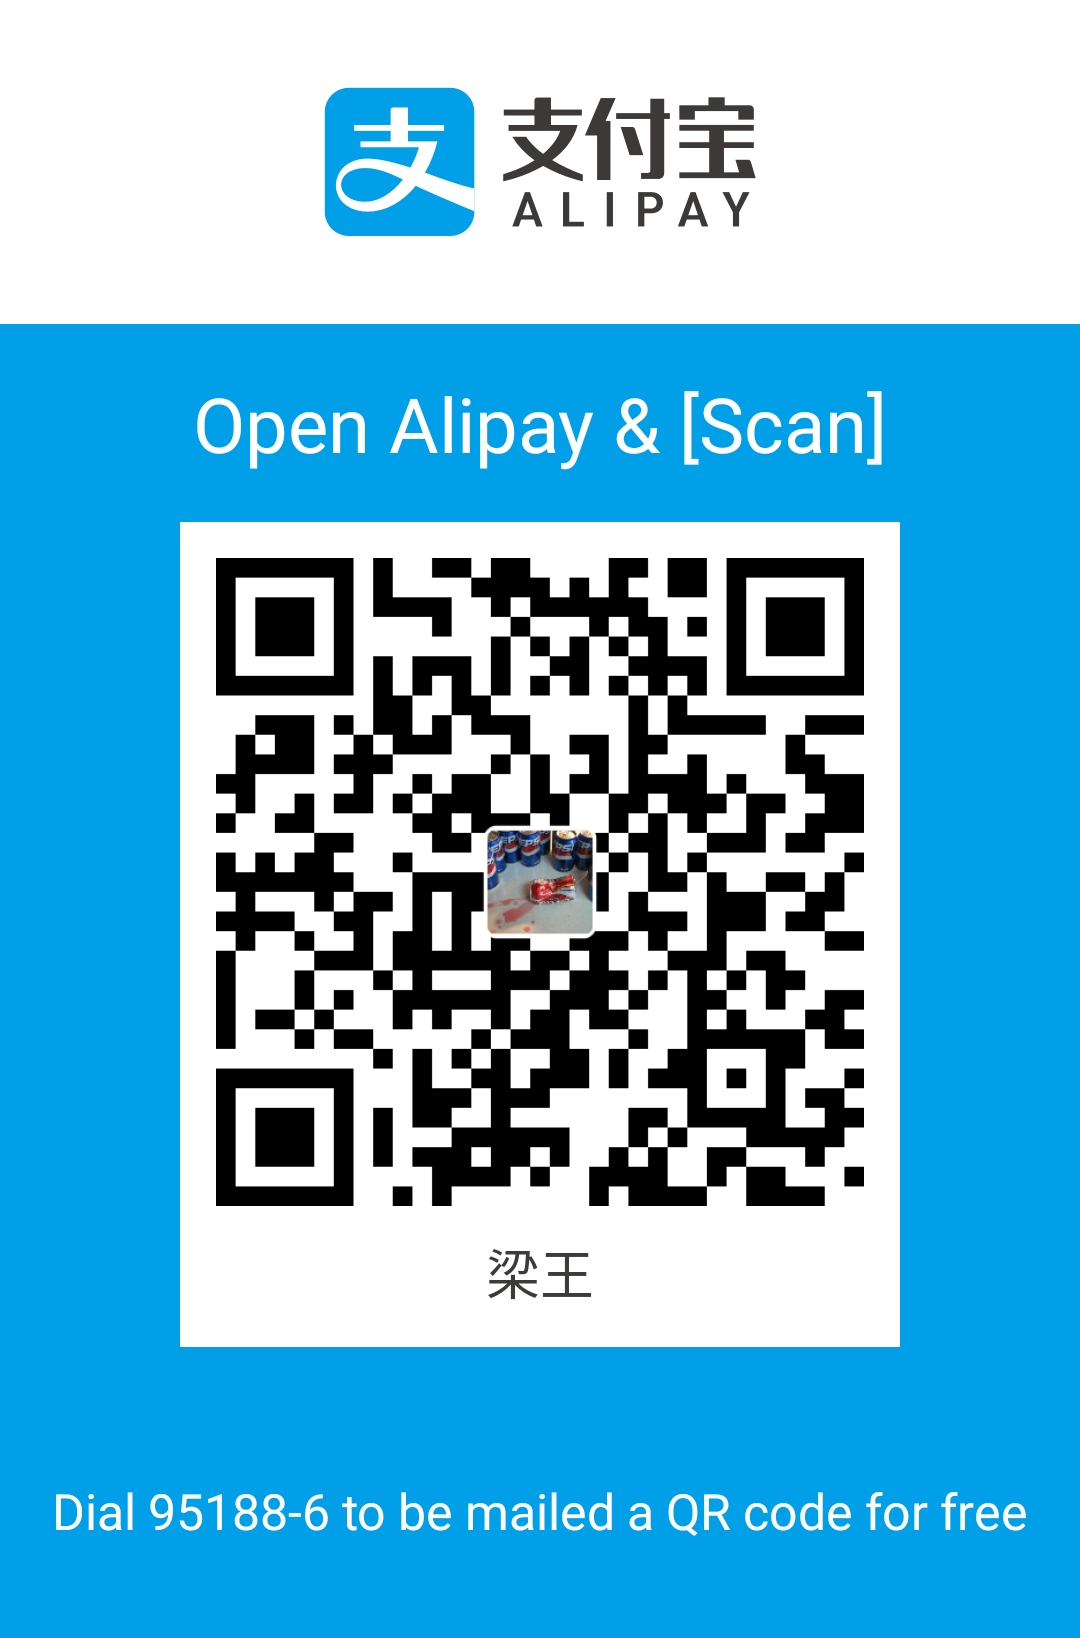 支 支付宝
ALIPAY
Open Alipay & [Scan]
梁王
Dial 95188-6 to be mailed a QR code for free